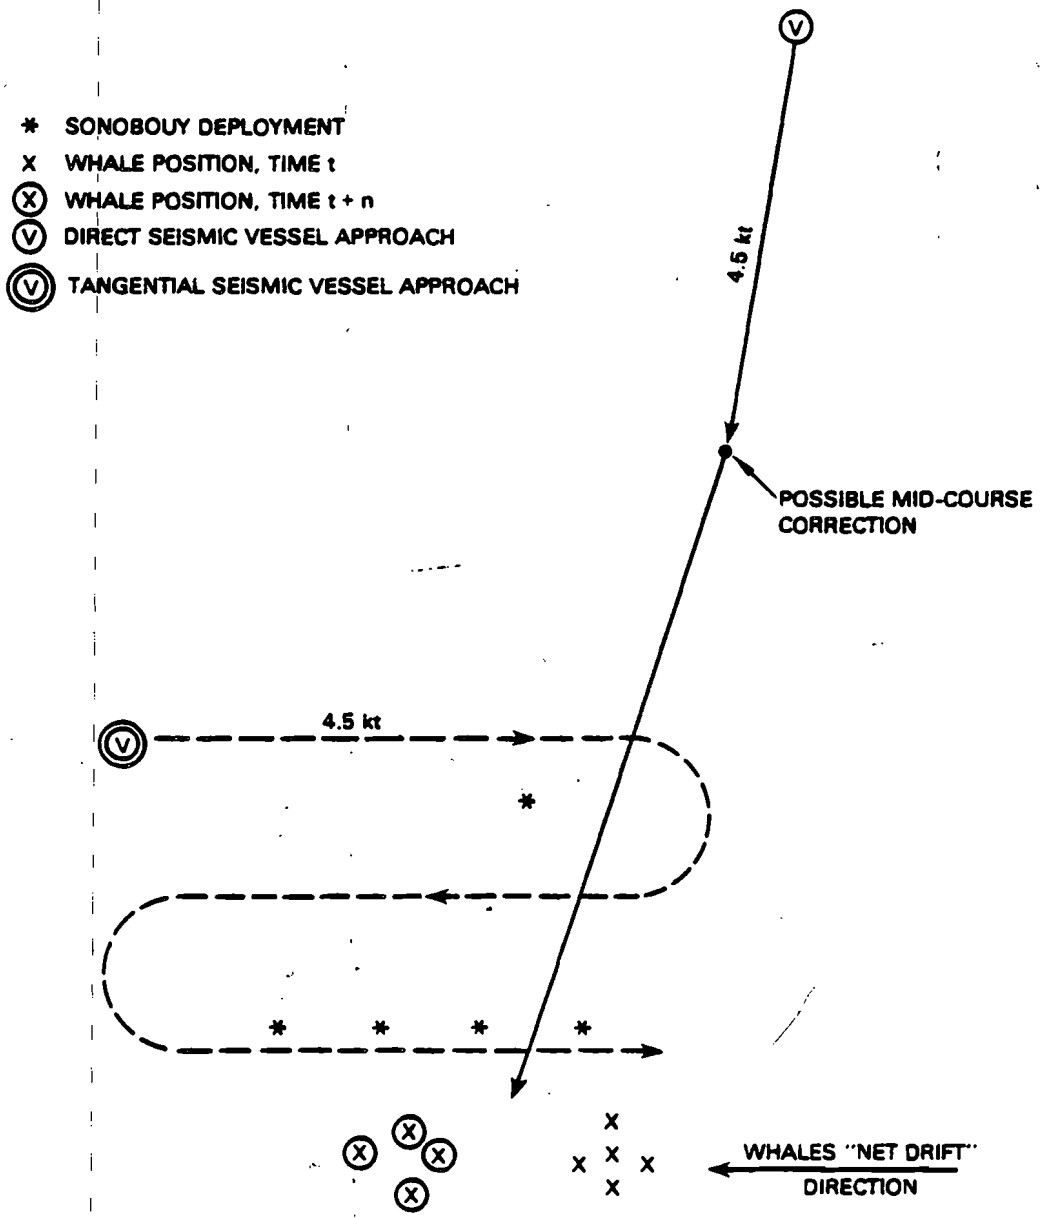 V
* SONOBOUY DEPLOYMENT
X WHALE POSITION, TIME t
X WHALE POSITION, TIME t + n
V DIRECT SEISMIC VESSEL APPROACH
V TANGENTIAL SEISMIC VESSEL APPROACH
4.5 kt
POSSIBLE MID-COURSE
CORRECTION
4.5 kt
V
*
* * * *
X X
X X X X X X
X X
WHALES "NET DRIFT"
DIRECTION